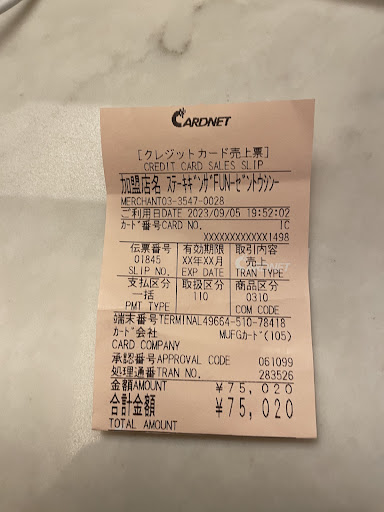 CARDNET
[クレジットカード売上票]
CREDIT CARD SALES SLIP
加盟店名 ステーキギンザ"FUNーゼントウジー
MERCHANT03-3547-0028
ご利用日DATE 2023/09/05 19:52:02
カード番号CARD NO. IC
XXXXXXXXXXXX1498
伝票番号 有効期限 取引内容
01845 XX年XX月 売上
SLIP NO. EXP DATE TRAN TYPE
支払区分 取扱区分 商品区分
一括 110 0310
PMT TYPE COM CODE
端末番号TERMINAL49664-510-78418
カード会社 MUFGカード(105)
CARD COMPANY
承認番号APPROVAL CODE 061099
処理通番TRAN NO. 283526
金額AMOUNT ¥75,020
合計金額 ¥75,020
TOTAL AMOUNT